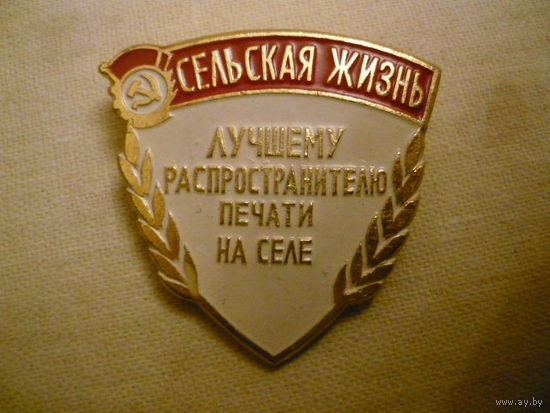 СЕЛЬСКАЯ ЖИЗНЬ
ЛУЧШЕМУ
РАСПРОСТРАНИТЕЛЮ
ПЕЧАТИ
НА СЕЛЕ
www.ay.by